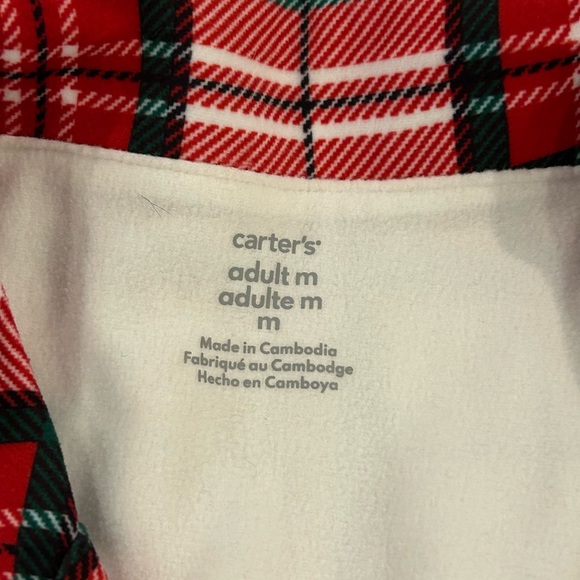 carter's
adult m
adulte m
m
Made in Cambodia
Fabriqué au Cambodge
Hecho en Camboya